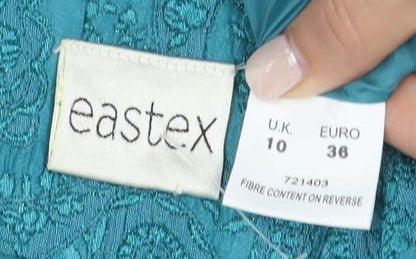 eastex
U.K. EURO
10 36
721403
FIBRE CONTENT ON REVERSE